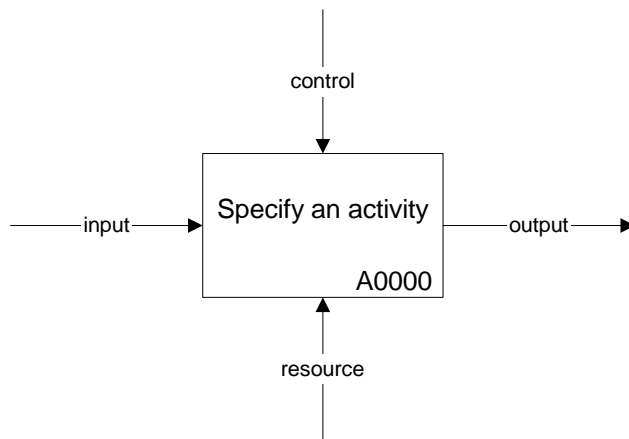 control
Specify an activity
input
output
A0000
resource